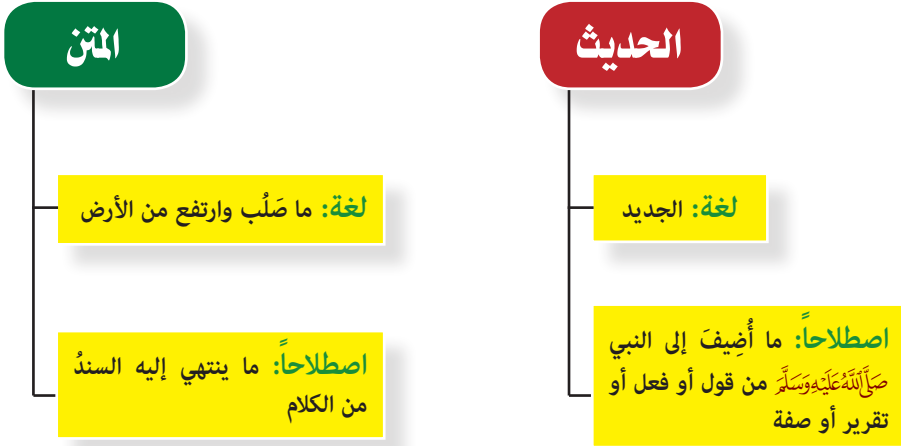 الحديث
لغة: الجديد
اصطلاحاً: ما أُضِيفَ إلى النبي
صَلَّى اللَّهُ عَلَيْهِ وَسَلَّمَ من قول أو فعل أو
تقرير أو صفة
المتن
لغة: ما صَلُب وارتفع من الأرض
اصطلاحاً: ما ينتهي إليه السندُ
من الكلام